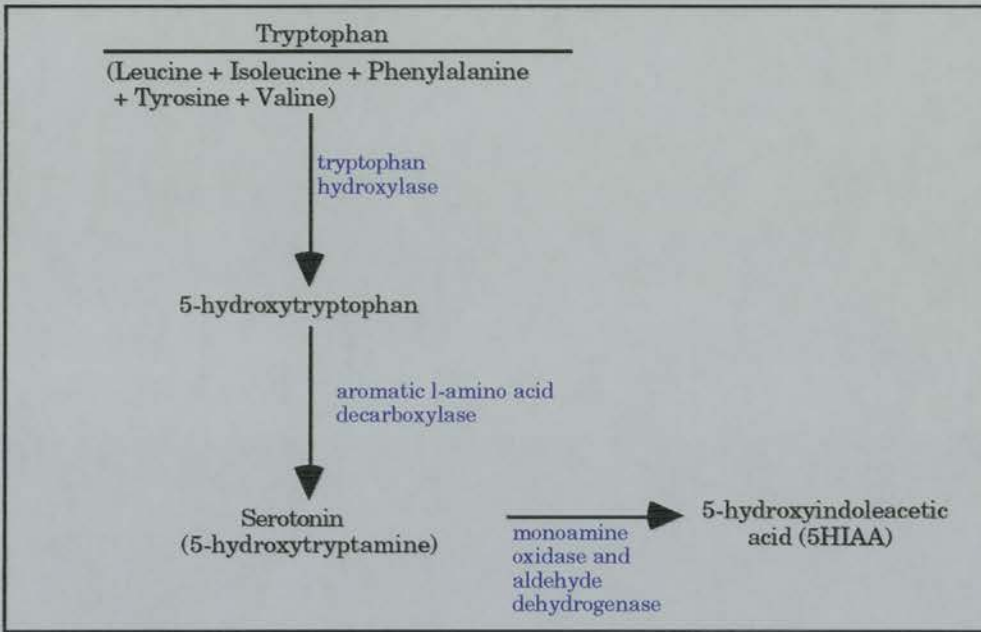 Tryptophan
(Leucine + Isoleucine + Phenylalanine
+ Tyrosine + Valine)
tryptophan
hydroxylase
5-hydroxytryptophan
aromatic l-amino acid
decarboxylase
Serotonin
(5-hydroxytryptamine)
monoamine
oxidase and
aldehyde
dehydrogenase
5-hydroxyindoleacetic
acid (5HIAA)